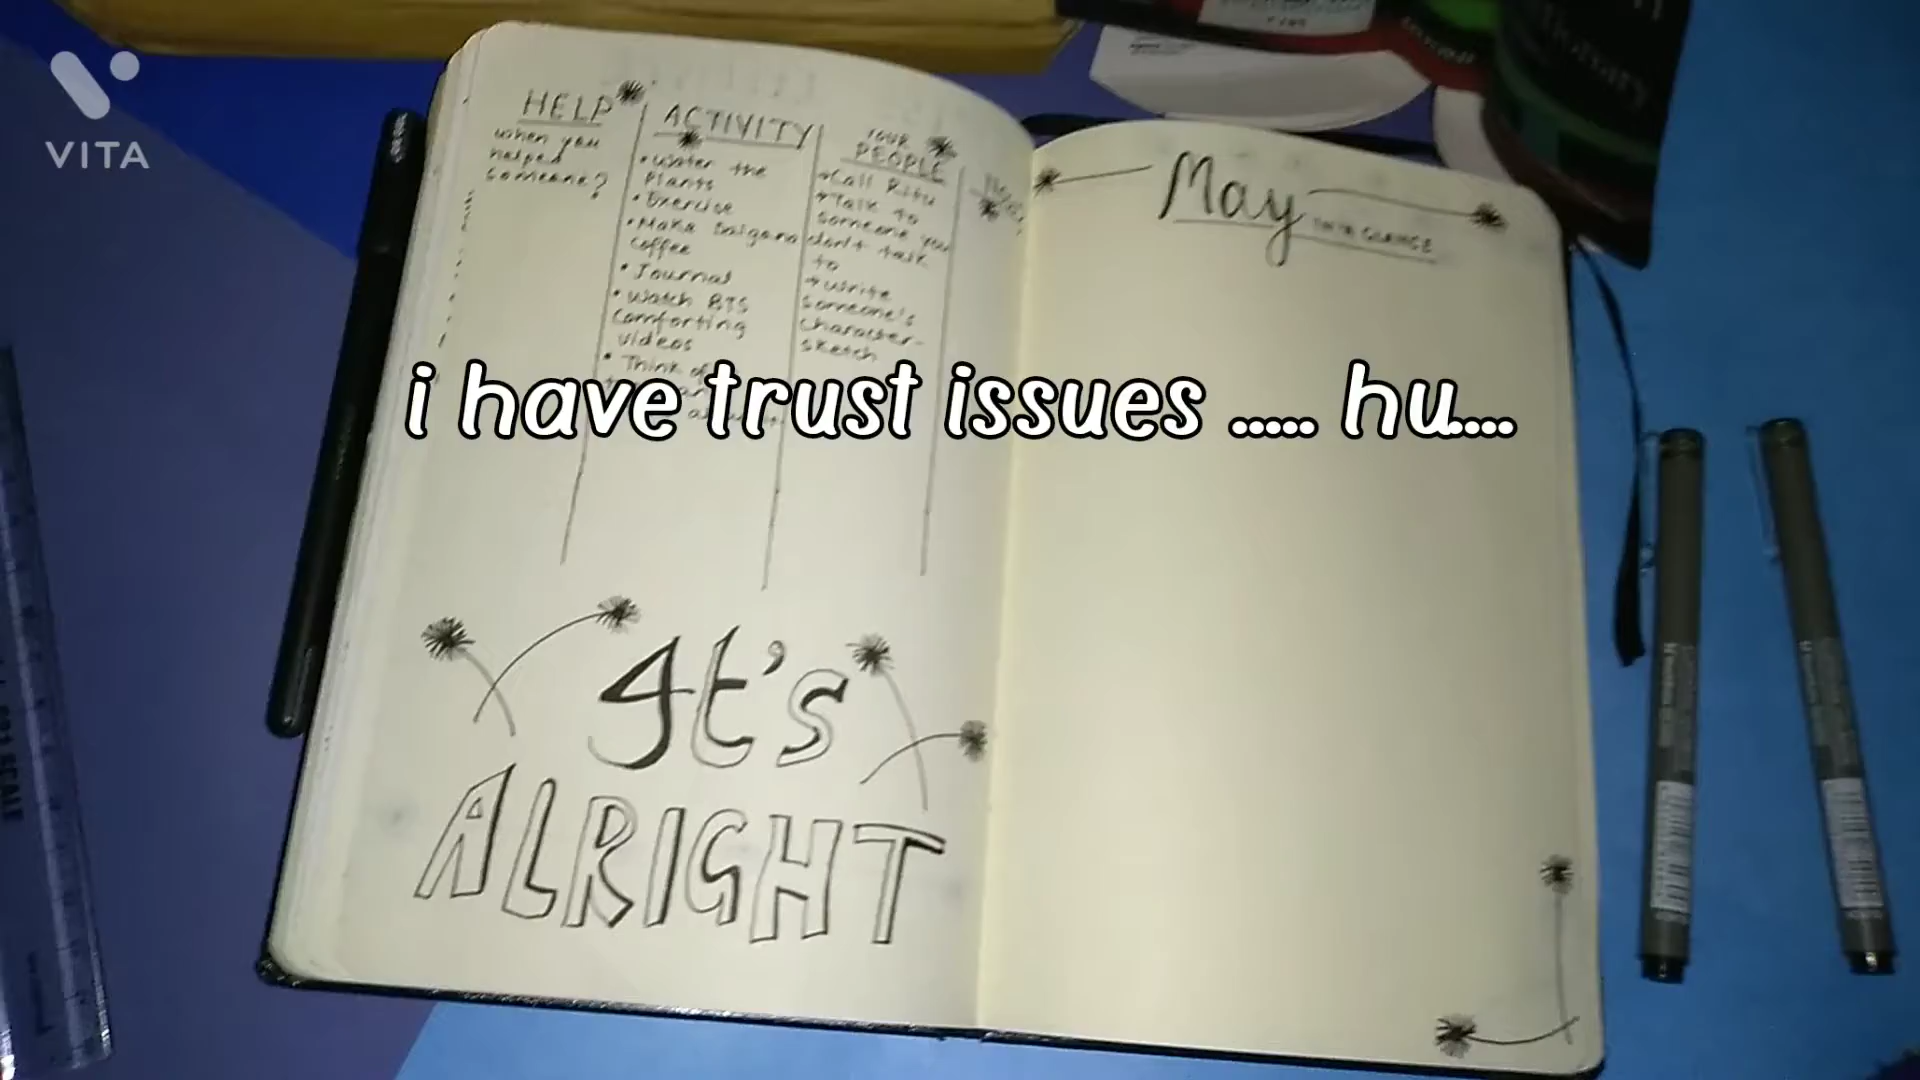 VITA
HELP
when you
helped
someone?
ACTIVITY
• Water the
Plants
• Exercise
• Make Dalgona
coffee
• Journal
• Watch BTS
Comforting
videos
• Think of
YOUR
PEOPLE
Call Ritu
Talk to
someone you
don't talk
to
Write
someone's
character-
sketch
i have trust issues ..... hu....
It's
ALRIGHT
May